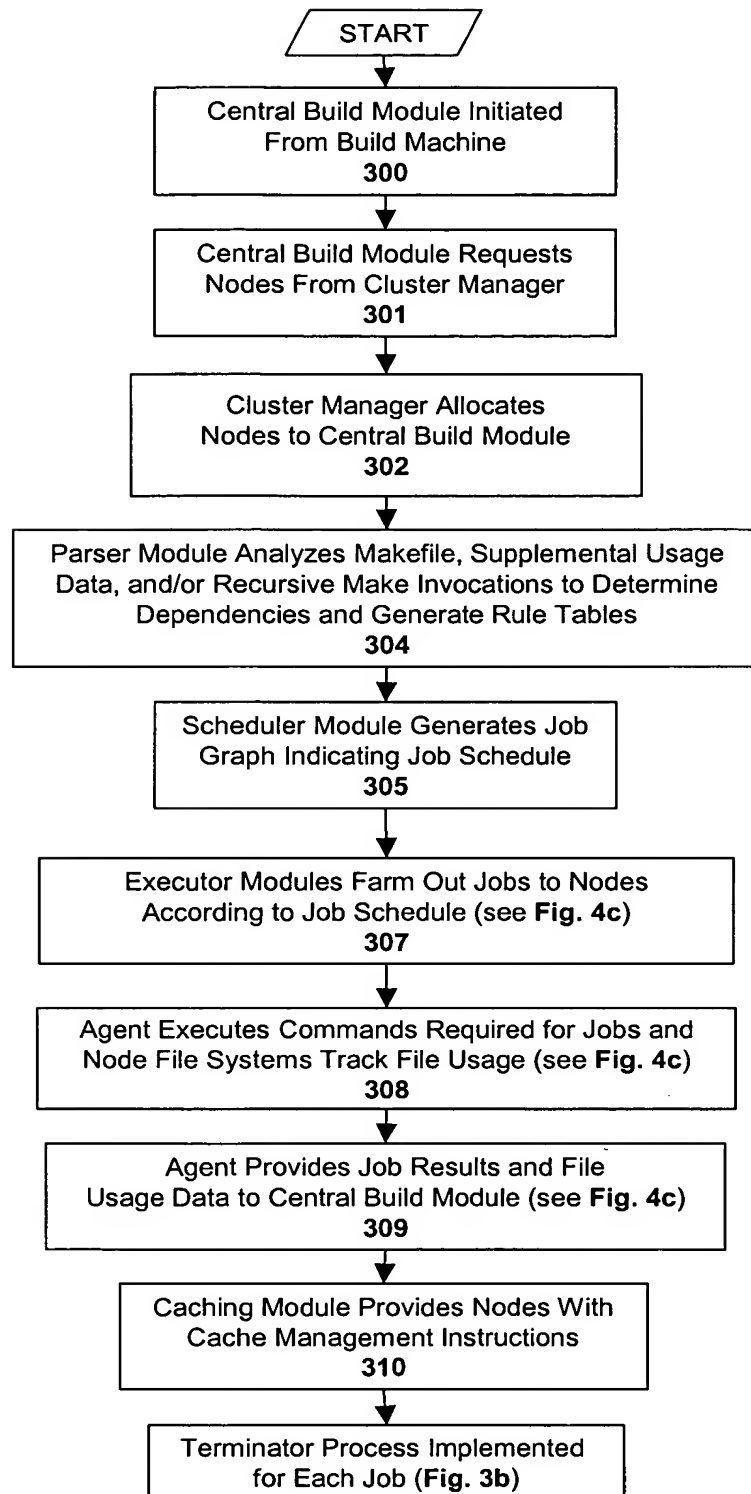 START
Central Build Module Initiated
From Build Machine
300
Central Build Module Requests
Nodes From Cluster Manager
301
Cluster Manager Allocates
Nodes to Central Build Module
302
Parser Module Analyzes Makefile, Supplemental Usage
Data, and/or Recursive Make Invocations to Determine
Dependencies and Generate Rule Tables
304
Scheduler Module Generates Job
Graph Indicating Job Schedule
305
Executor Modules Farm Out Jobs to Nodes
According to Job Schedule (see Fig. 4c)
307
Agent Executes Commands Required for Jobs and
Node File Systems Track File Usage (see Fig. 4c)
308
Agent Provides Job Results and File
Usage Data to Central Build Module (see Fig. 4c)
309
Caching Module Provides Nodes With
Cache Management Instructions
310
Terminator Process Implemented
for Each Job (Fig. 3b)